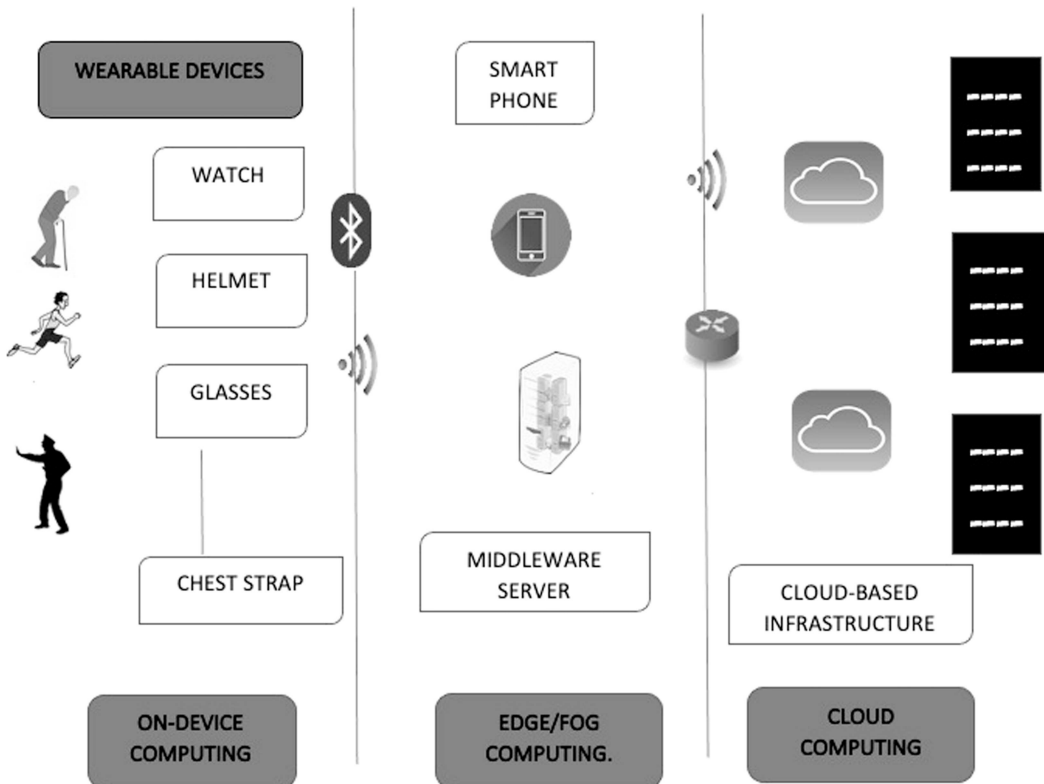 WEARABLE DEVICES
WATCH
HELMET
GLASSES
CHEST STRAP
ON-DEVICE
COMPUTING
SMART
PHONE
MIDDLEWARE
SERVER
EDGE/FOG
COMPUTING.
CLOUD-BASED
INFRASTRUCTURE
CLOUD
COMPUTING